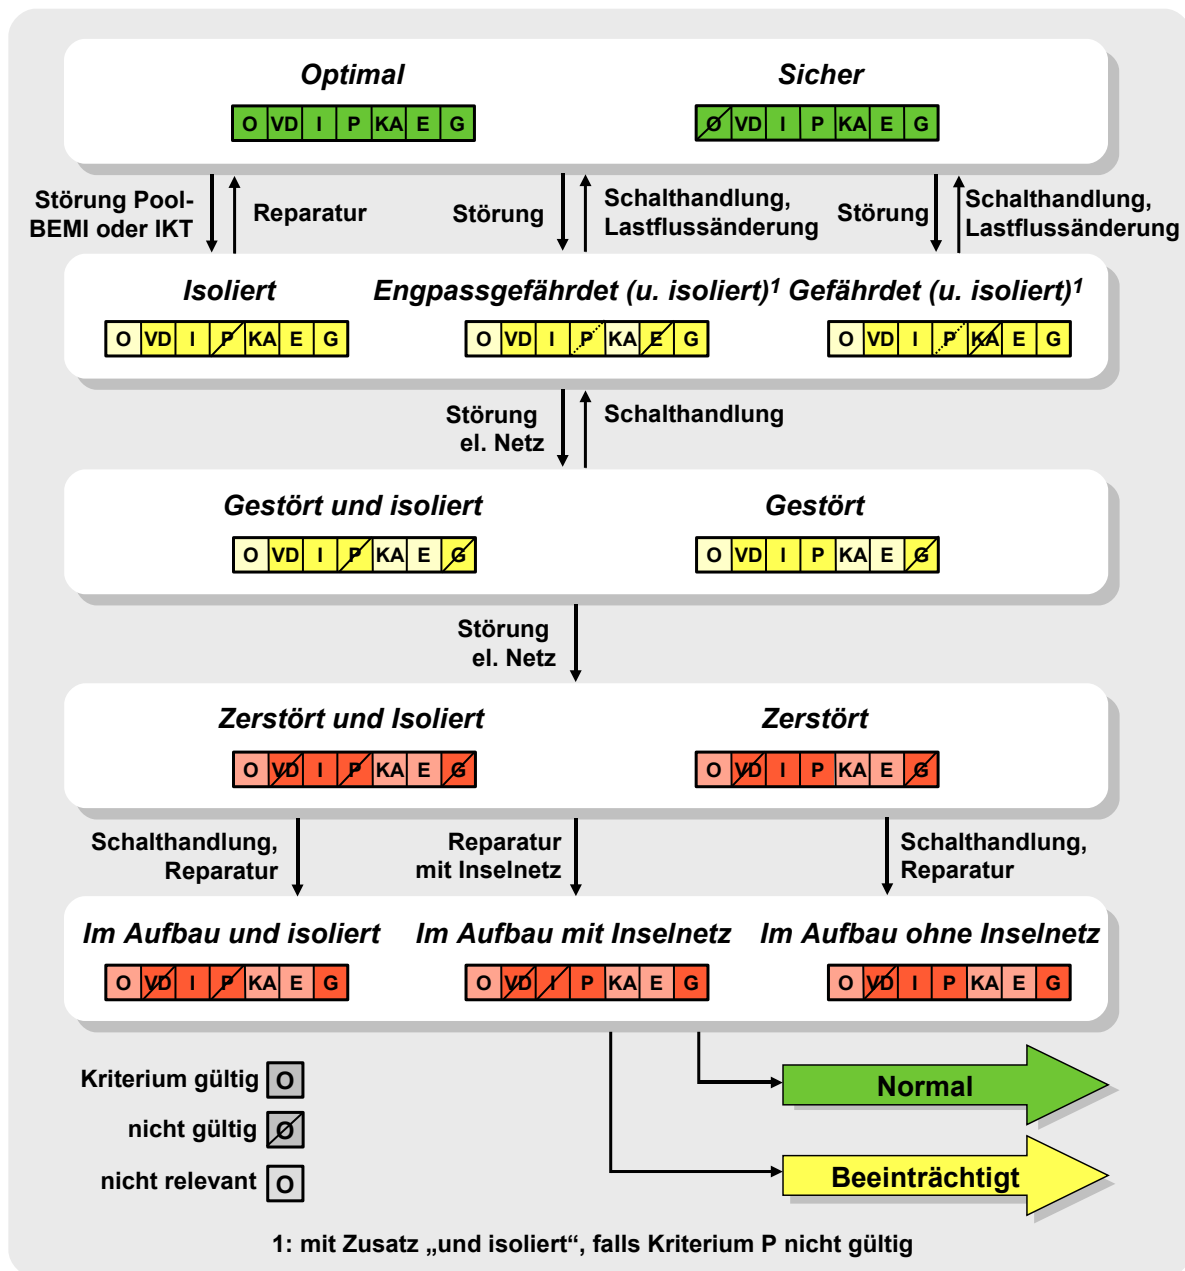 Optimal
Sicher
O VD I P KA E G
O VD I P KA E G
Störung Pool-
BEMI oder IKT
Reparatur
Störung
Schalthandlung,
Lastflussänderung
Störung
Schalthandlung,
Lastflussänderung
Isoliert
Engpassgefährdet (u. isoliert)1
Gefährdet (u. isoliert)1
O VD I P KA E G
O VD I P KA E G
O VD I P KA E G
Störung
el. Netz
Schalthandlung
Gestört und isoliert
Gestört
O VD I P KA E G
O VD I P KA E G
Störung
el. Netz
Zerstört und Isoliert
Zerstört
O VD I P KA E G
O VD I P KA E G
Schalthandlung,
Reparatur
Reparatur
mit Inselnetz
Schalthandlung,
Reparatur
Im Aufbau und isoliert
Im Aufbau mit Inselnetz
Im Aufbau ohne Inselnetz
O VD I P KA E G
O VD I P KA E G
O VD I P KA E G
Kriterium gültig O
nicht gültig O
nicht relevant O
Normal
Beeinträchtigt
1: mit Zusatz „und isoliert“, falls Kriterium P nicht gültig